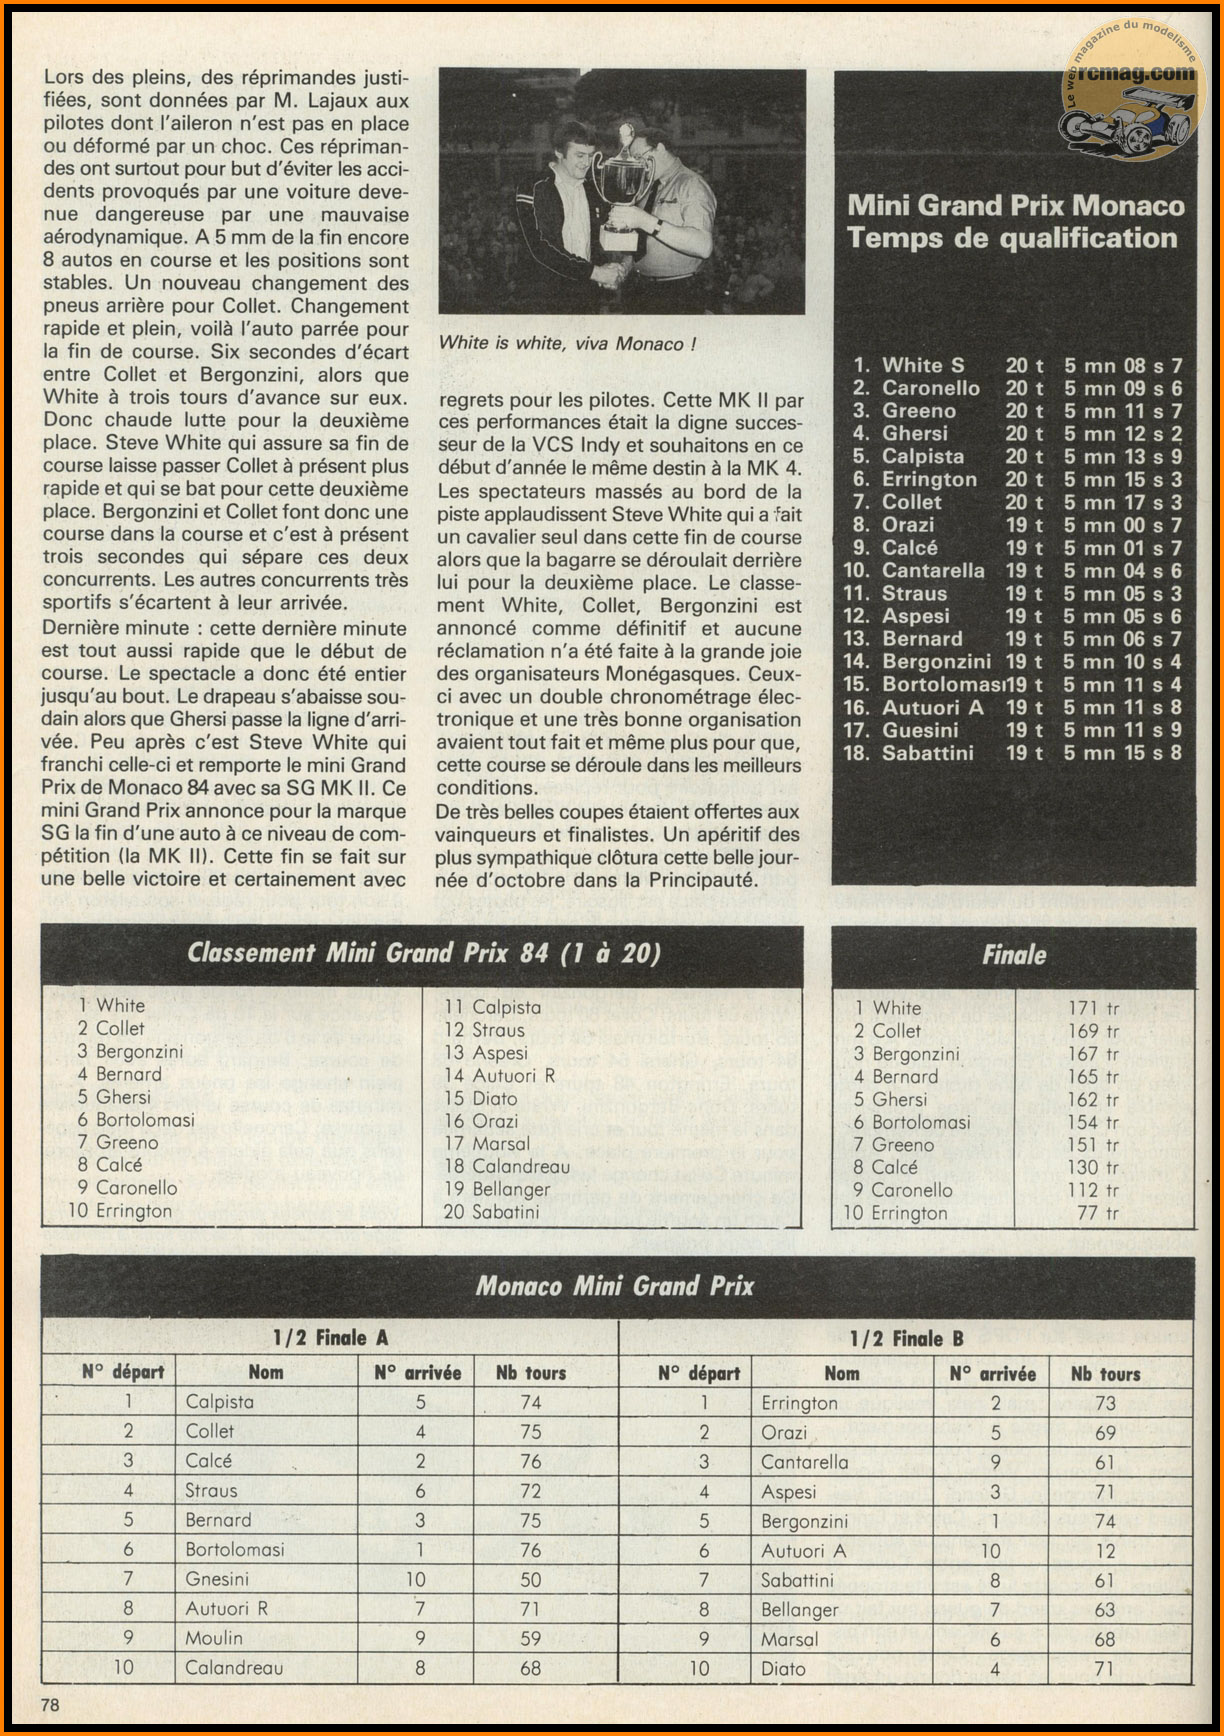 Le web magazine du modelisme
rcmag.com
Lors des pleins, des réprimandes justi-
fiées, sont données par M. Lajaux aux
pilotes dont l'aileron n'est pas en place
ou déformé par un choc. Ces répriman-
des ont surtout pour but d'éviter les acci-
dents provoqués par une voiture deve-
nue dangereuse par une mauvaise
aérodynamique. A 5 mm de la fin encore
8 autos en course et les positions sont
stables. Un nouveau changement des
pneus arrière pour Collet. Changement
rapide et plein, voilà l'auto parrée pour
la fin de course. Six secondes d'écart
entre Collet et Bergonzini, alors que
White à trois tours d'avance sur eux.
Donc chaude lutte pour la deuxième
place. Steve White qui assure sa fin de
course laisse passer Collet à présent plus
rapide et qui se bat pour cette deuxième
place. Bergonzini et Collet font donc une
course dans la course et c'est à présent
trois secondes qui sépare ces deux
concurrents. Les autres concurrents très
sportifs s'écartent à leur arrivée.
Dernière minute : cette dernière minute
est tout aussi rapide que le début de
course. Le spectacle a donc été entier
jusqu'au bout. Le drapeau s'abaisse sou-
dain alors que Ghersi passe la ligne d'arri-
vée. Peu après c'est Steve White qui
franchi celle-ci et remporte le mini Grand
Prix de Monaco 84 avec sa SG MK II. Ce
mini Grand Prix annonce pour la marque
SG la fin d'une auto à ce niveau de com-
pétition (la MK II). Cette fin se fait sur
une belle victoire et certainement avec
White is white, viva Monaco !
regrets pour les pilotes. Cette MK II par
ces performances était la digne succes-
seur de la VCS Indy et souhaitons en ce
début d'année le même destin à la MK 4.
Les spectateurs massés au bord de la
piste applaudissent Steve White qui a fait
un cavalier seul dans cette fin de course
alors que la bagarre se déroulait derrière
lui pour la deuxième place. Le classe-
ment White, Collet, Bergonzini est
annoncé comme définitif et aucune
réclamation n'a été faite à la grande joie
des organisateurs Monégasques. Ceux-
ci avec un double chronométrage élec-
tronique et une très bonne organisation
avaient tout fait et même plus pour que,
cette course se déroule dans les meilleurs
conditions.
De très belles coupes étaient offertes aux
vainqueurs et finalistes. Un apéritif des
plus sympathique clôtura cette belle jour-
née d'octobre dans la Principauté.
Mini Grand Prix Monaco
Temps de qualification
1. White S 20 t 5 mn 08 s 7
2. Caronello 20 t 5 mn 09 s 6
3. Greeno 20 t 5 mn 11 s 7
4. Ghersi 20 t 5 mn 12 s 2
5. Calpista 20 t 5 mn 13 s 9
6. Errington 20 t 5 mn 15 s 3
7. Collet 20 t 5 mn 17 s 3
8. Orazi 19 t 5 mn 00 s 7
9. Calcé 19 t 5 mn 01 s 7
10. Cantarella 19 t 5 mn 04 s 6
11. Straus 19 t 5 mn 05 s 3
12. Aspesi 19 t 5 mn 05 s 6
13. Bernard 19 t 5 mn 06 s 7
14. Bergonzini 19 t 5 mn 10 s 4
15. Bortolomasi 19 t 5 mn 11 s 4
16. Autuori A 19 t 5 mn 11 s 8
17. Guesini 19 t 5 mn 11 s 9
18. Sabattini 19 t 5 mn 15 s 8
Classement Mini Grand Prix 84 (1 à 20)
1 White
2 Collet
3 Bergonzini
4 Bernard
5 Ghersi
6 Bortolomasi
7 Greeno
8 Calcé
9 Caronello
10 Errington
11 Calpista
12 Straus
13 Aspesi
14 Autuori R
15 Diato
16 Orazi
17 Marsal
18 Calandreau
19 Bellanger
20 Sabatini
Finale
1 White 171 tr
2 Collet 169 tr
3 Bergonzini 167 tr
4 Bernard 165 tr
5 Ghersi 162 tr
6 Bortolomasi 154 tr
7 Greeno 151 tr
8 Calcé 130 tr
9 Caronello 112 tr
10 Errington 77 tr
Monaco Mini Grand Prix
1/2 Finale A
N° départ Nom N° arrivée Nb tours
1 Calpista 5 74
2 Collet 4 75
3 Calcé 2 76
4 Straus 6 72
5 Bernard 3 75
6 Bortolomasi 1 76
7 Gnesini 10 50
8 Autuori R 7 71
9 Moulin 9 59
10 Calandreau 8 68
1/2 Finale B
N° départ Nom N° arrivée Nb tours
1 Errington 2 73
2 Orazi 5 69
3 Cantarella 9 61
4 Aspesi 3 71
5 Bergonzini 1 74
6 Autuori A 10 12
7 Sabattini 8 61
8 Bellanger 7 63
9 Marsal 6 68
10 Diato 4 71
78